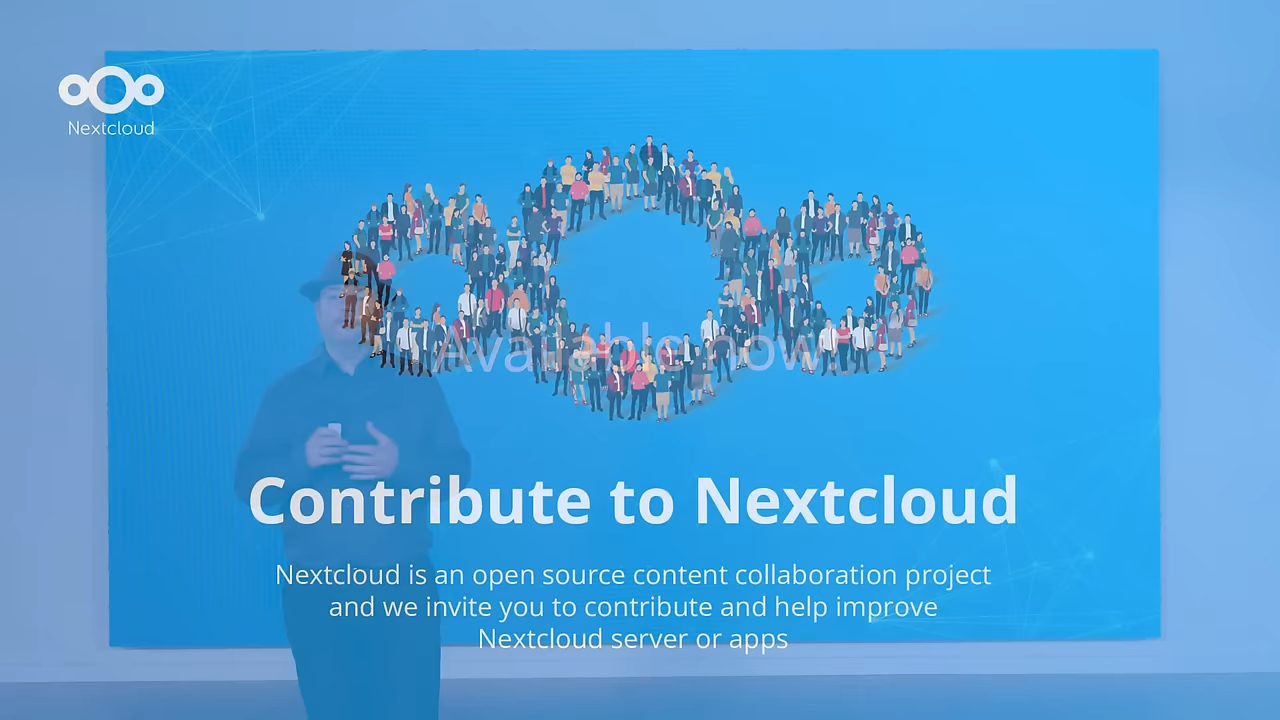 Nextcloud
Available now.
Contribute to Nextcloud
Nextcloud is an open source content collaboration project
and we invite you to contribute and help improve
Nextcloud server or apps